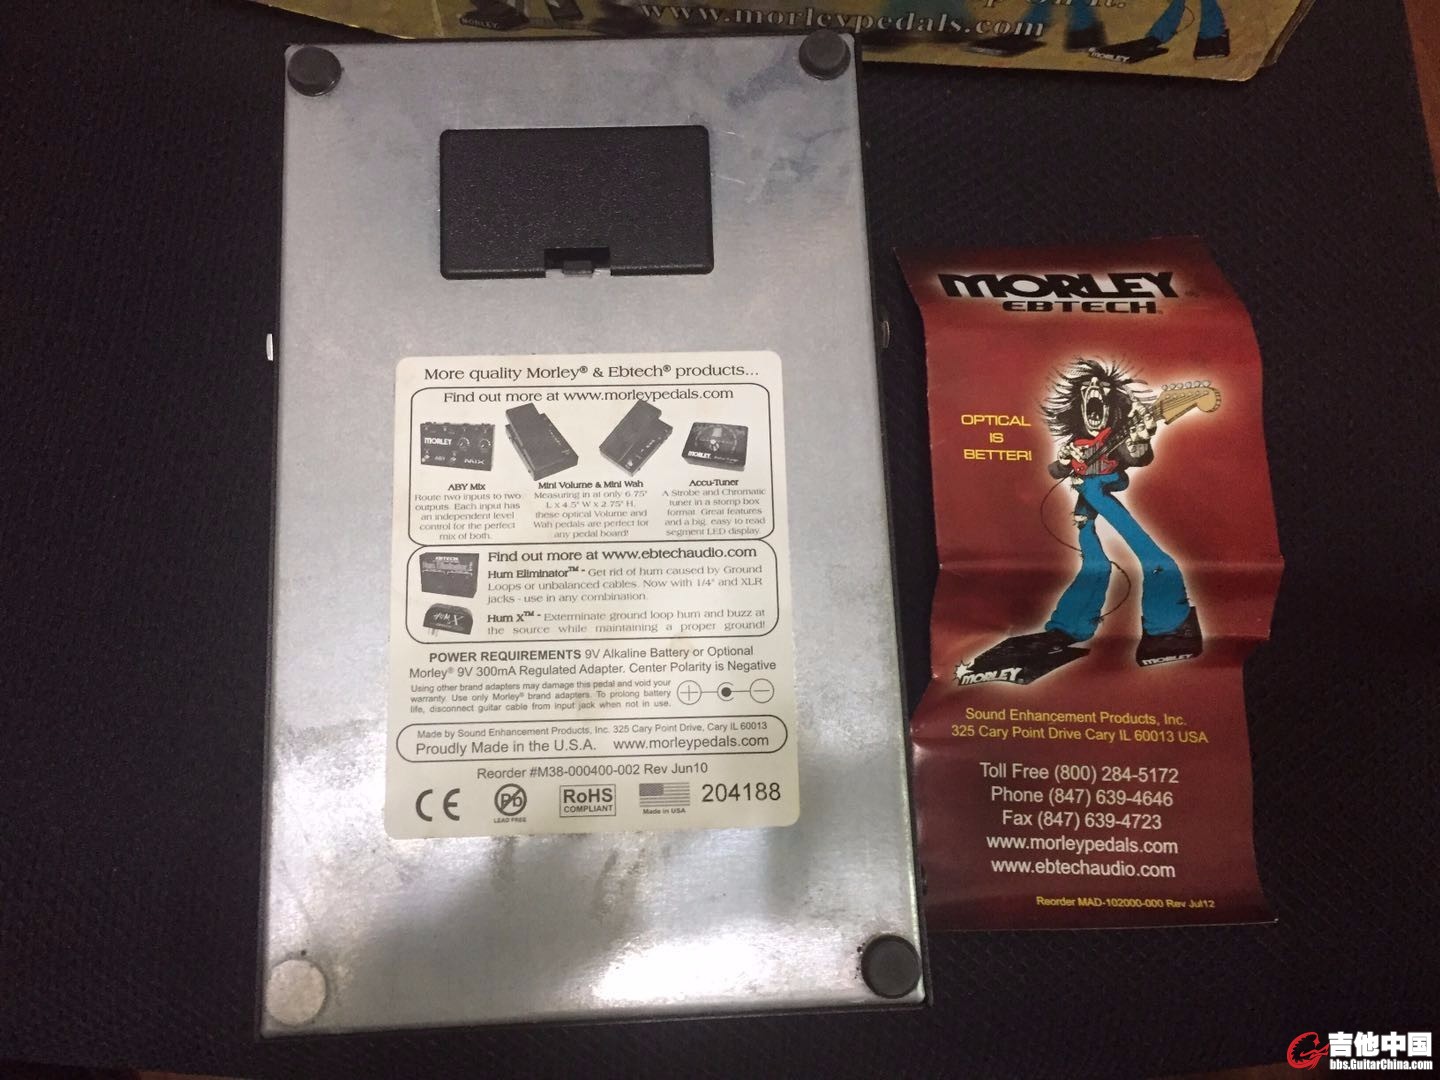 www.morleypedals.com
MORLEY
MORLEY
More quality Morley® & Ebtech® products...
Find out more at www.morleypedals.com
MORLEY
ABY
MIX
MORLEY
ABY Mix
Route two inputs to two
outputs. Each input has
an independent level
control for the perfect
mix of both.
Mini Volume & Mini Wah
Measuring in at only 6.75"
L x 4.5" W x 2.75" H,
these optical Volume and
Wah pedals are perfect for
any pedal board!
Accu-Tuner
A Strobe and Chromatic
tuner in a stomp box
format. Great features
and a big, easy to read
segment LED display.
Find out more at www.ebtechaudio.com
EBTECH
Hum Eliminator
Hum Eliminator™ - Get rid of hum caused by Ground
Loops or unbalanced cables. Now with 1/4" and XLR
jacks - use in any combination.
HUM X
Hum X™ - Exterminate ground loop hum and buzz at
the source while maintaining a proper ground!
POWER REQUIREMENTS 9V Alkaline Battery or Optional
Morley® 9V 300mA Regulated Adapter. Center Polarity is Negative
Using other brand adapters may damage this pedal and void your
warranty. Use only Morley® brand adapters. To prolong battery
life, disconnect guitar cable from input jack when not in use.
Made by Sound Enhancement Products, Inc. 325 Cary Point Drive, Cary IL 60013
Proudly Made in the U.S.A. www.morleypedals.com
Reorder #M38-000400-002 Rev Jun10
CE
Pb
LEAD FREE
RoHS
COMPLIANT
Made in USA
204188
MORLEY®
EBTECH®
OPTICAL
IS
BETTER!
MORLEY
MORLEY
Sound Enhancement Products, Inc.
325 Cary Point Drive Cary IL 60013 USA
Toll Free (800) 284-5172
Phone (847) 639-4646
Fax (847) 639-4723
www.morleypedals.com
www.ebtechaudio.com
Reorder MAD-102000-000 Rev Jul12
吉他中国
bbs.GuitarChina.com